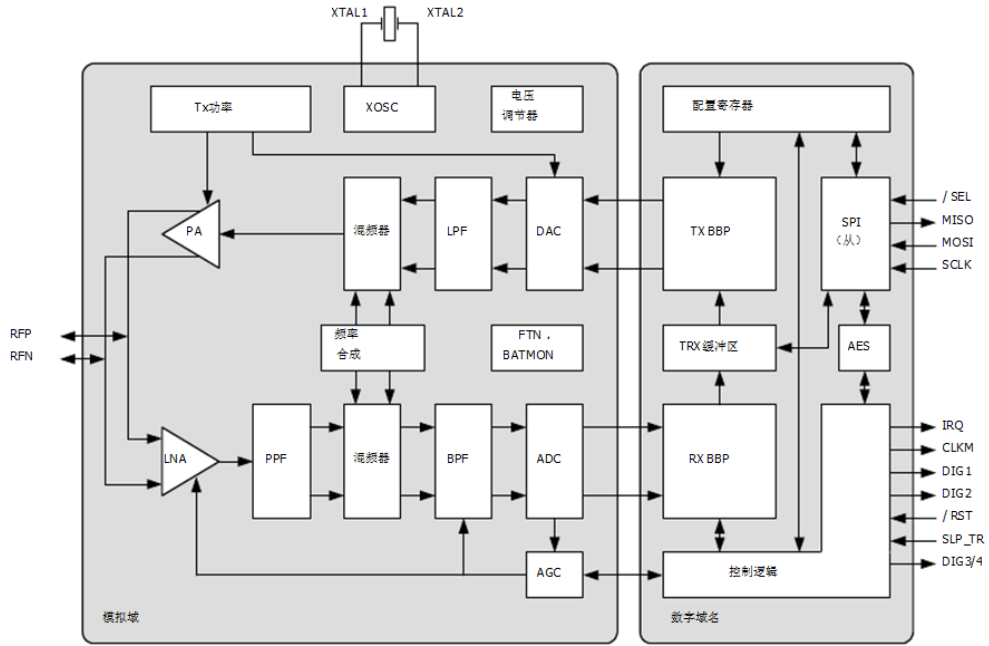 XTAL1
XTAL2
Tx功率
XOSC
电压
调节器
配置寄存器
PA
混频器
LPF
DAC
TX BBP
SPI
（从）
/ SEL
MISO
MOSI
SCLK
RFP
RFN
频率
合成
FTN，
BATMON
TRX缓冲区
AES
LNA
PPF
混频器
BPF
ADC
RX BBP
IRQ
CLKM
DIG1
DIG2
/ RST
SLP_TR
DIG3/4
AGC
控制逻辑
模拟域
数字域名